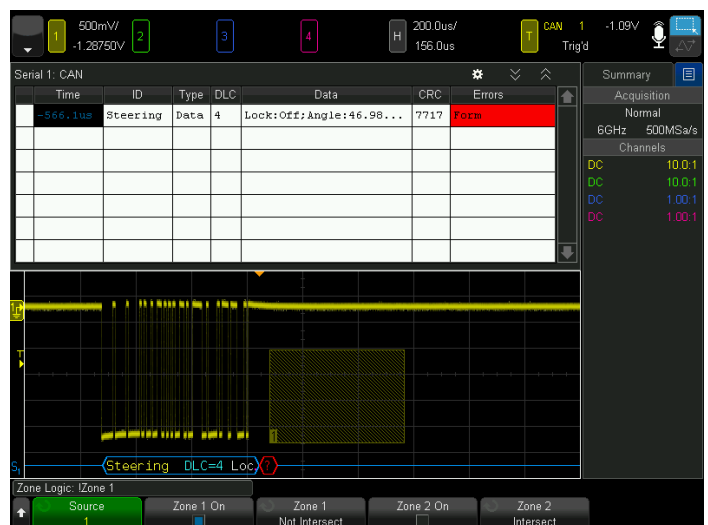 1 500mV/ -1.28750V 2 3 4 H 200.0us/ 156.0us T CAN 1 -1.09V Trig'd
Serial 1: CAN
Time ID Type DLC Data CRC Errors
-566.1us Steering Data 4 Lock:Off;Angle:46.98... 7717 Form
Summary
Acquisition
Normal
6GHz 500MSa/s
Channels
DC 10.0:1
DC 10.0:1
DC 1.00:1
DC 1.00:1
T
S1 Steering DLC=4 Loc ?
Zone Logic: !Zone 1
Source 1
Zone 1 On
Zone 1 Not Intersect
Zone 2 On
Zone 2 Intersect